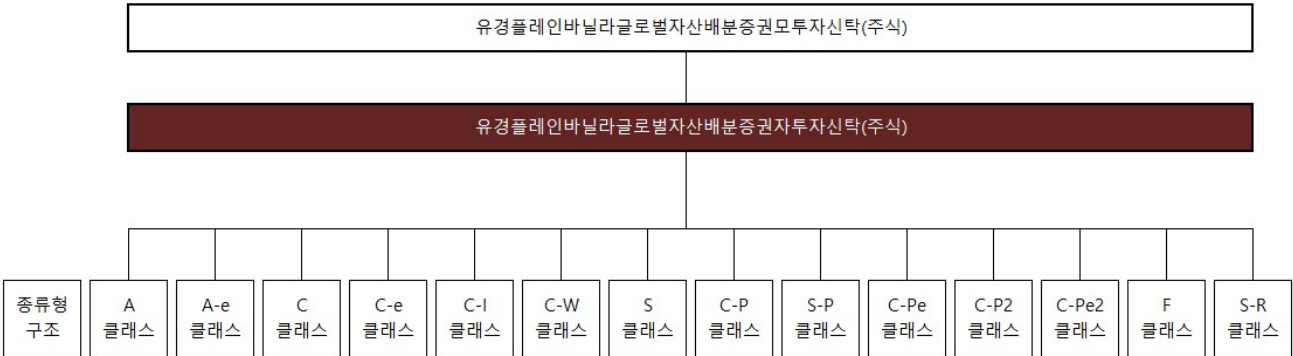 유경플레인바닐라글로벌자산배분증권모투자신탁(주식)
유경플레인바닐라글로벌자산배분증권자투자신탁(주식)
종류형
구조
A
클래스
A-e
클래스
C
클래스
C-e
클래스
C-I
클래스
C-W
클래스
S
클래스
C-P
클래스
S-P
클래스
C-Pe
클래스
C-P2
클래스
C-Pe2
클래스
F
클래스
S-R
클래스